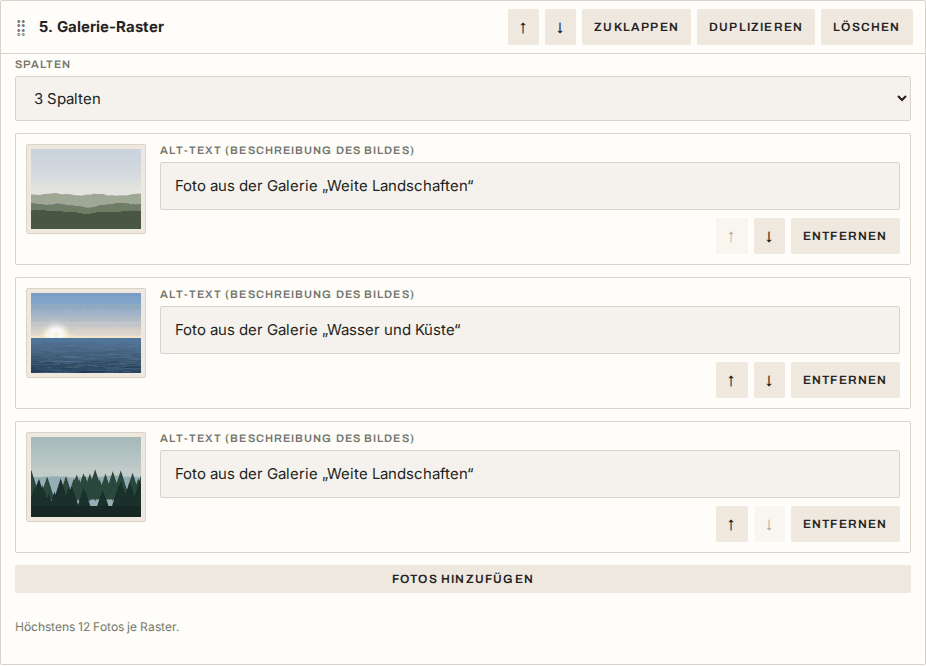 5. Galerie-Raster
↑ ↓ ZUKLAPPEN DUPLIZIEREN LÖSCHEN
SPALTEN
3 Spalten
ALT-TEXT (BESCHREIBUNG DES BILDES)
Foto aus der Galerie „Weite Landschaften“
↑ ↓ ENTFERNEN
ALT-TEXT (BESCHREIBUNG DES BILDES)
Foto aus der Galerie „Wasser und Küste“
↑ ↓ ENTFERNEN
ALT-TEXT (BESCHREIBUNG DES BILDES)
Foto aus der Galerie „Weite Landschaften“
↑ ↓ ENTFERNEN
FOTOS HINZUFÜGEN
Höchstens 12 Fotos je Raster.